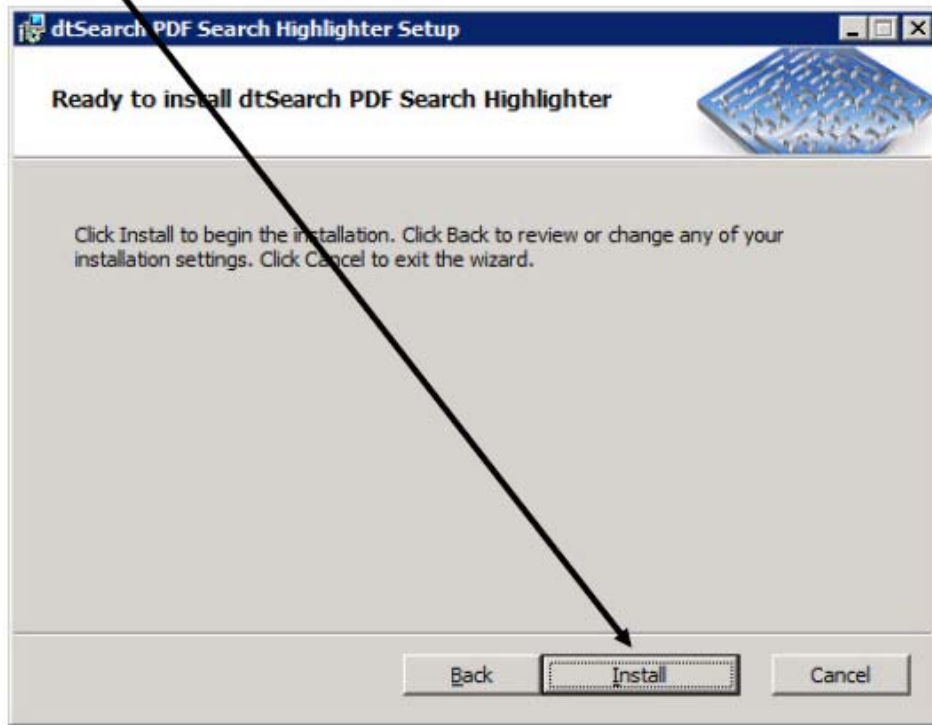 dtSearch PDF Search Highlighter Setup
Ready to install dtSearch PDF Search Highlighter
Click Install to begin the installation. Click Back to review or change any of your
installation settings. Click Cancel to exit the wizard.
Back Install Cancel